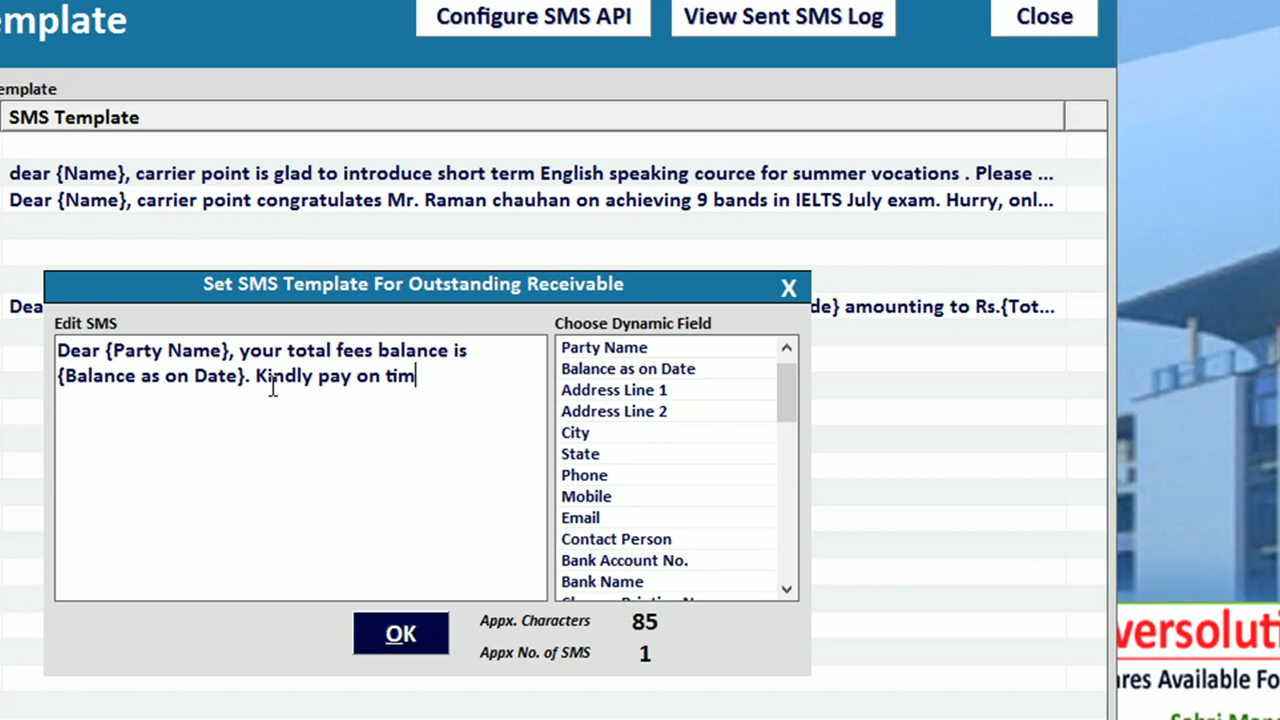 emplate
Configure SMS API
View Sent SMS Log
Close
emplate
SMS Template
dear {Name}, carrier point is glad to introduce short term English speaking cource for summer vocations . Please ...
Dear {Name}, carrier point congratulates Mr. Raman chauhan on achieving 9 bands in IELTS July exam. Hurry, onl...
Dea
de} amounting to Rs.{Tot...
Set SMS Template For Outstanding Receivable
X
Edit SMS
Dear {Party Name}, your total fees balance is
{Balance as on Date}. Kindly pay on tim
Choose Dynamic Field
Party Name
Balance as on Date
Address Line 1
Address Line 2
City
State
Phone
Mobile
Email
Contact Person
Bank Account No.
Bank Name
OK
Appx. Characters 85
Appx No. of SMS 1
versoluti
ares Available Fo